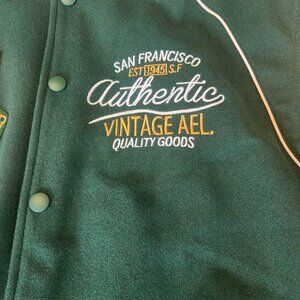 SAN FRANCISCO
EST 1945 S.F
Authentic
VINTAGE AEL.
QUALITY GOODS